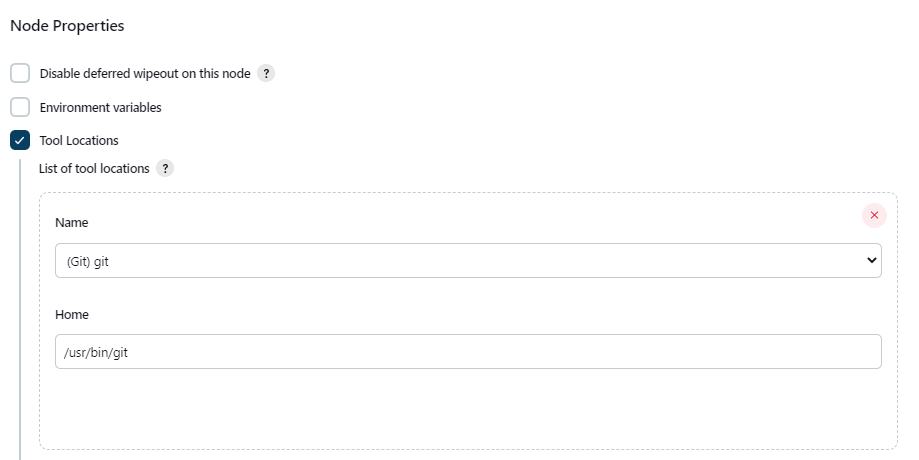 Node Properties
Disable deferred wipeout on this node ?
Environment variables
Tool Locations
List of tool locations ?
Name
(Git) git
Home
/usr/bin/git